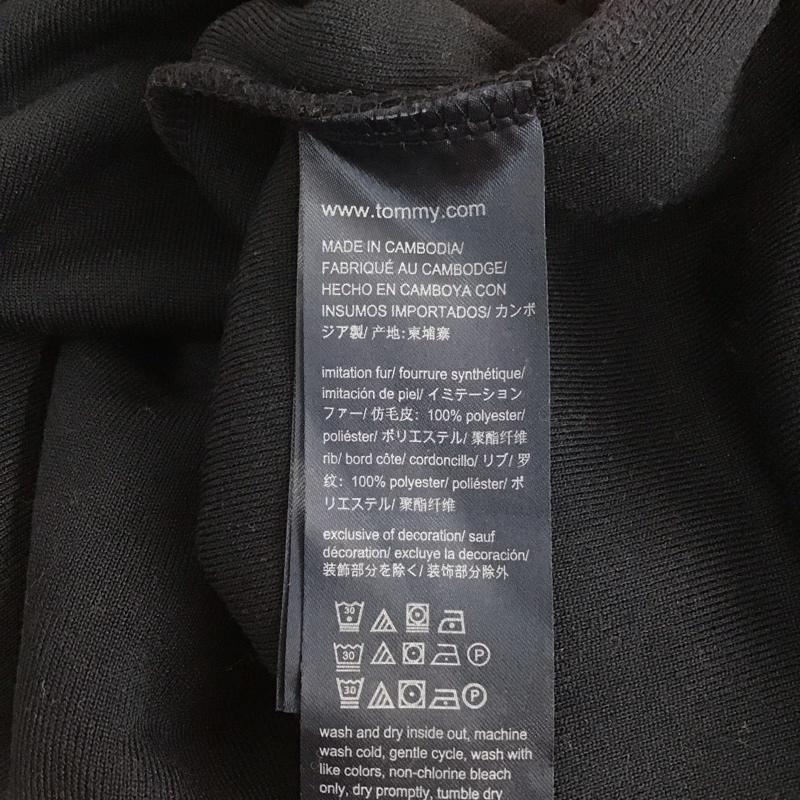 www.tommy.com
MADE IN CAMBODIA/
FABRIQUÉ AU CAMBODGE/
HECHO EN CAMBOYA CON
INSUMOS IMPORTADOS/ カンボ
ジア製/ 产地:柬埔寨
imitation fur/ fourrure synthétique/
imitación de piel/ イミテーション
ファー/ 仿毛皮: 100% polyester/
poliéster/ ポリエステル/ 聚酯纤维
rib/ bord côte/ cordoncillo/ リブ/ 罗
纹: 100% polyester/ poliéster/ ポ
リエステル/ 聚酯纤维
exclusive of decoration/ sauf
décoration/ excluye la decoración/
装飾部分を除く/ 装饰部分除外
30
30 P
30 P
wash and dry inside out, machine
wash cold, gentle cycle, wash with
like colors, non-chlorine bleach
only, dry promptly, tumble dry